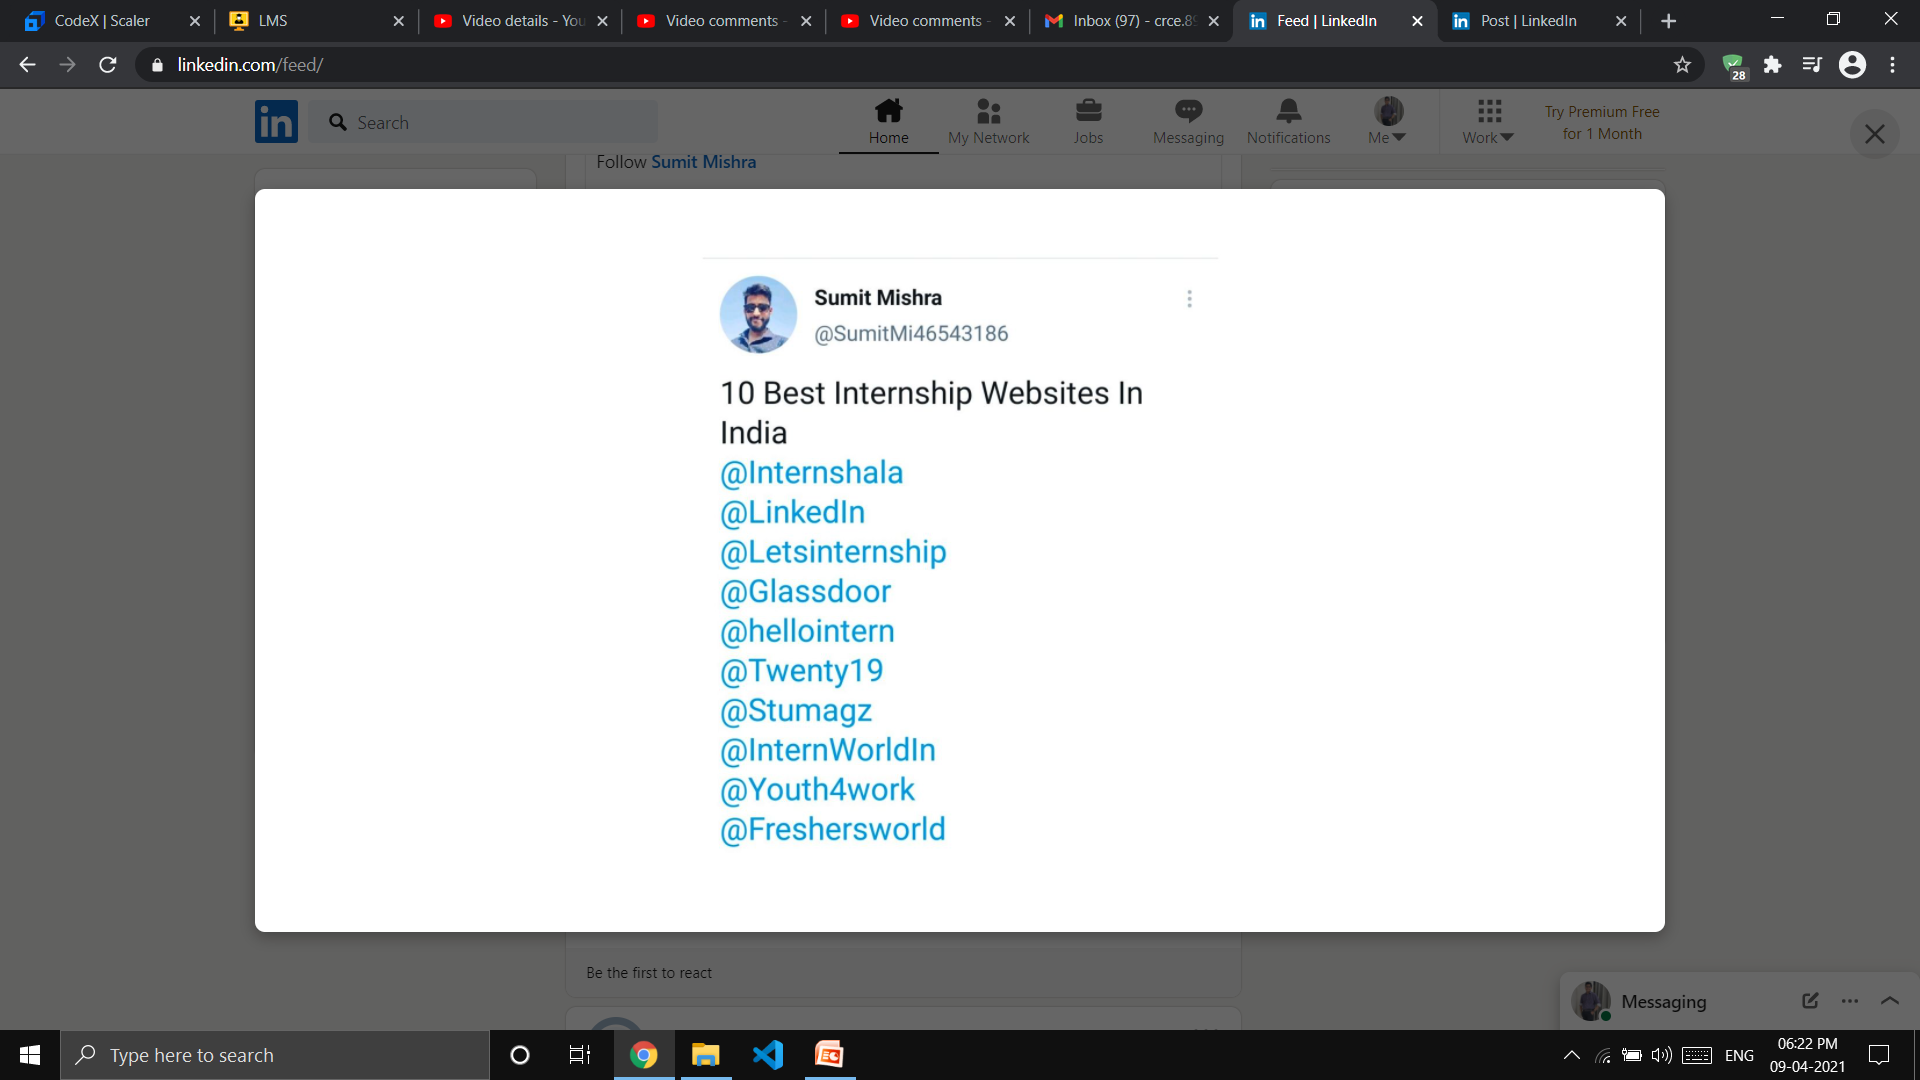 CodeX | Scaler
LMS
Video details - You
Video comments -
Video comments -
Inbox (97) - crce.89
Feed | LinkedIn
Post | LinkedIn
linkedin.com/feed/
28
in
Search
Home
My Network
Jobs
Messaging
Notifications
Me
Work
Try Premium Free
for 1 Month
Follow Sumit Mishra
Sumit Mishra
@SumitMi46543186
10 Best Internship Websites In
India
@Internshala
@LinkedIn
@Letsinternship
@Glassdoor
@hellointern
@Twenty19
@Stumagz
@InternWorldIn
@Youth4work
@Freshersworld
Be the first to react
Messaging
Type here to search
ENG
06:22 PM
09-04-2021